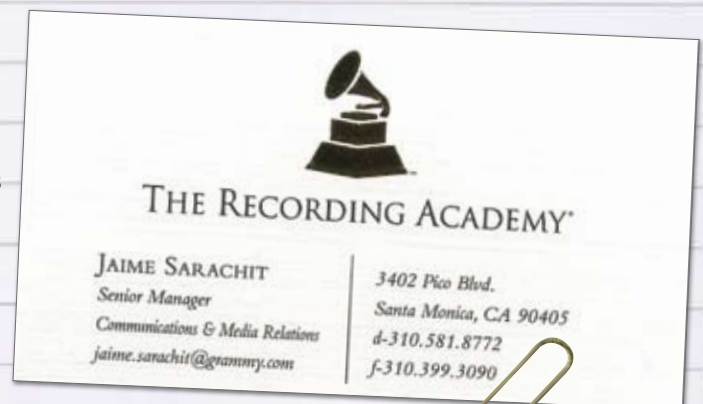 THE RECORDING ACADEMY®
JAIME SARACHIT
Senior Manager
Communications & Media Relations
jaime.sarachit@grammy.com
3402 Pico Blvd.
Santa Monica, CA 90405
d-310.581.8772
f-310.399.3090